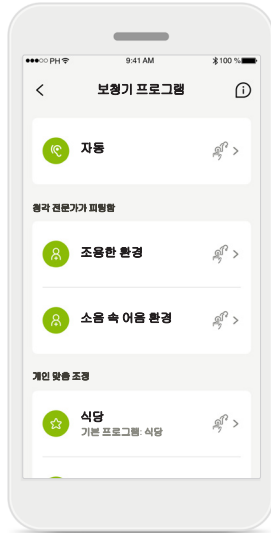 PH 9:41 AM 100 %
보청기 프로그램
자동
청각 전문가가 피팅함
조용한 환경
소음 속 어음 환경
개인 맞춤 조정
식당
기본 프로그램: 식당